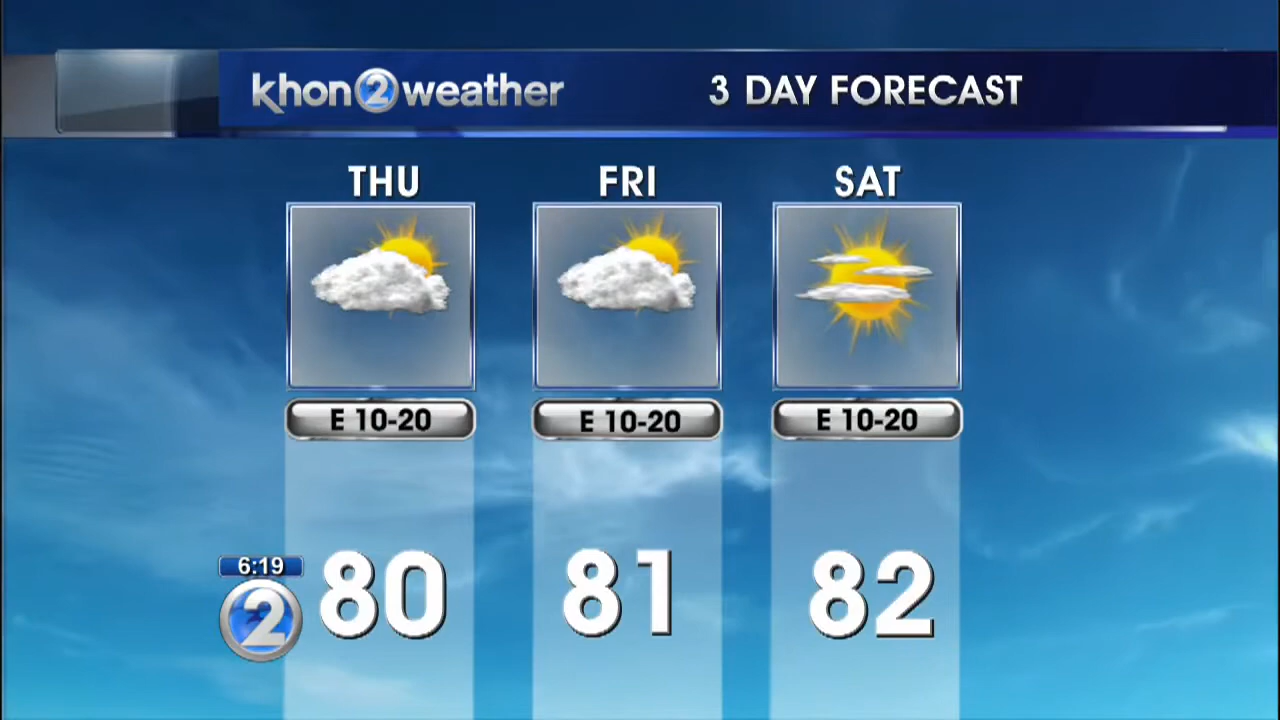 khon2weather
3 DAY FORECAST
THU FRI SAT
E 10-20 E 10-20 E 10-20
6:19
2
80 81 82